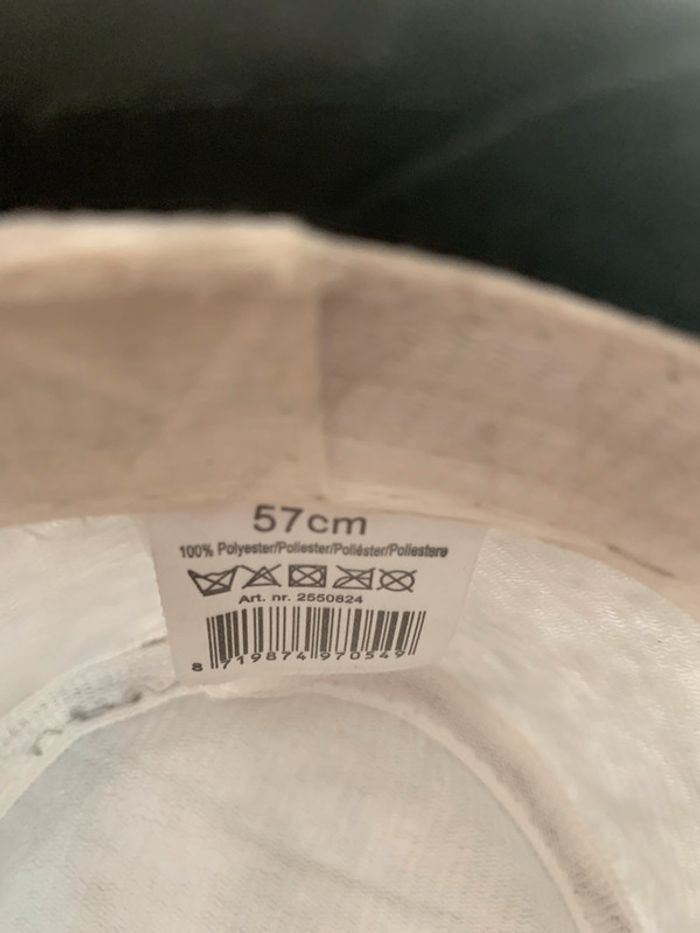 57cm
100% Polyester/Poliester/Poliéster/Poliestere
Art. nr. 2550824
8 719874 970549